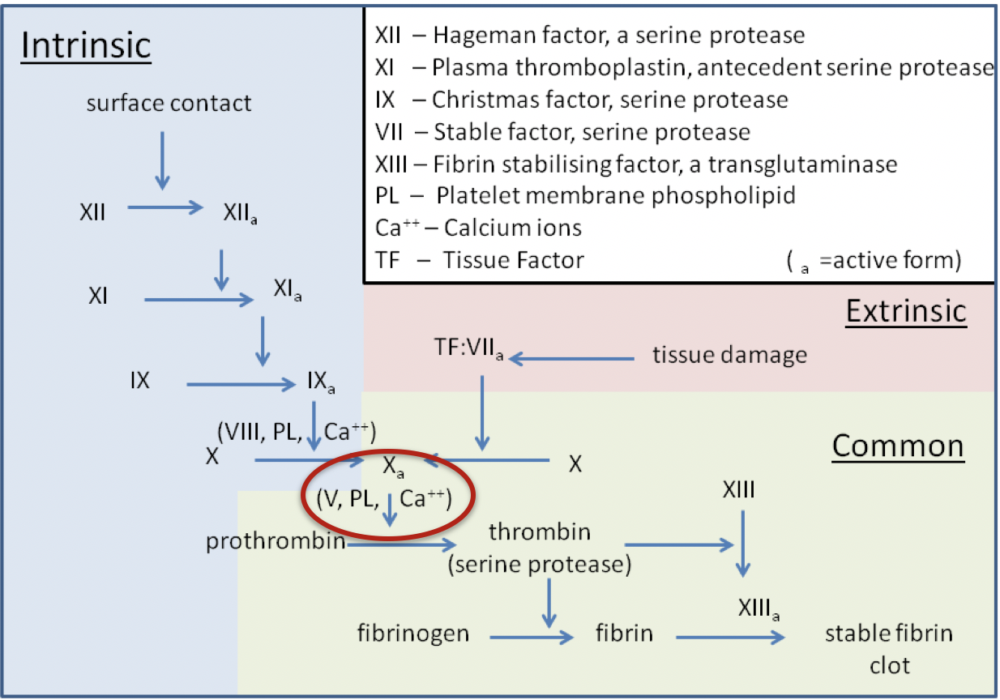 Intrinsic
surface contact
XII
XIIₐ
XI
XIₐ
IX
IXₐ
(VIII, PL, Ca⁺⁺)
X
XII – Hageman factor, a serine protease
XI – Plasma thromboplastin, antecedent serine protease
IX – Christmas factor, serine protease
VII – Stable factor, serine protease
XIII – Fibrin stabilising factor, a transglutaminase
PL – Platelet membrane phospholipid
Ca⁺⁺ – Calcium ions
TF – Tissue Factor
( ₐ =active form)
Extrinsic
TF:VIIₐ
tissue damage
Common
Xₐ
X
(V, PL, Ca⁺⁺)
XIII
prothrombin
thrombin
(serine protease)
XIIIₐ
fibrinogen
fibrin
stable fibrin
clot